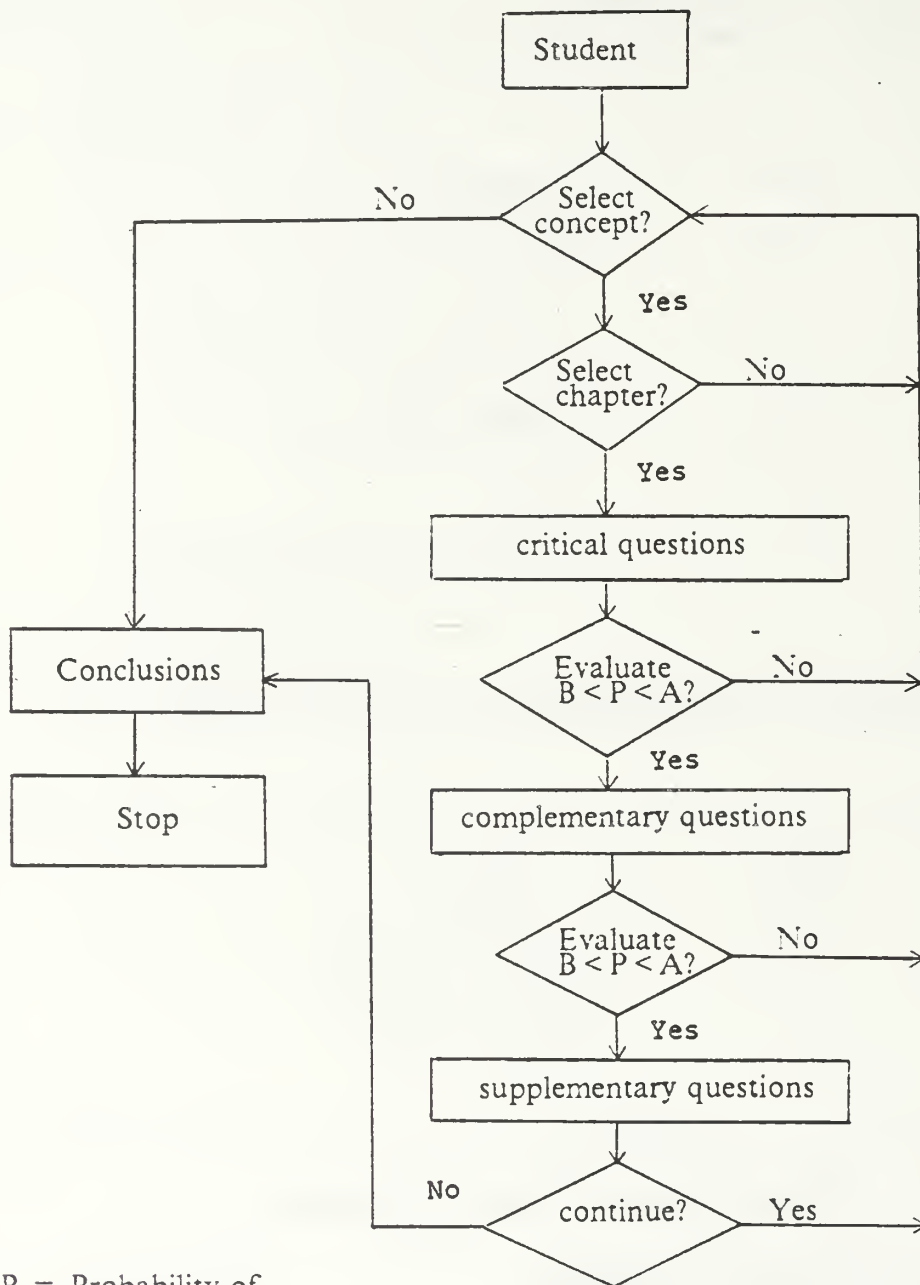 Student
No
Select
concept?
Yes
Select
chapter?
No
Yes
critical questions
Evaluate
B < P < A?
No
Yes
Conclusions
complementary questions
Stop
Evaluate
B < P < A?
No
Yes
supplementary questions
No
continue?
Yes
P = Probability of